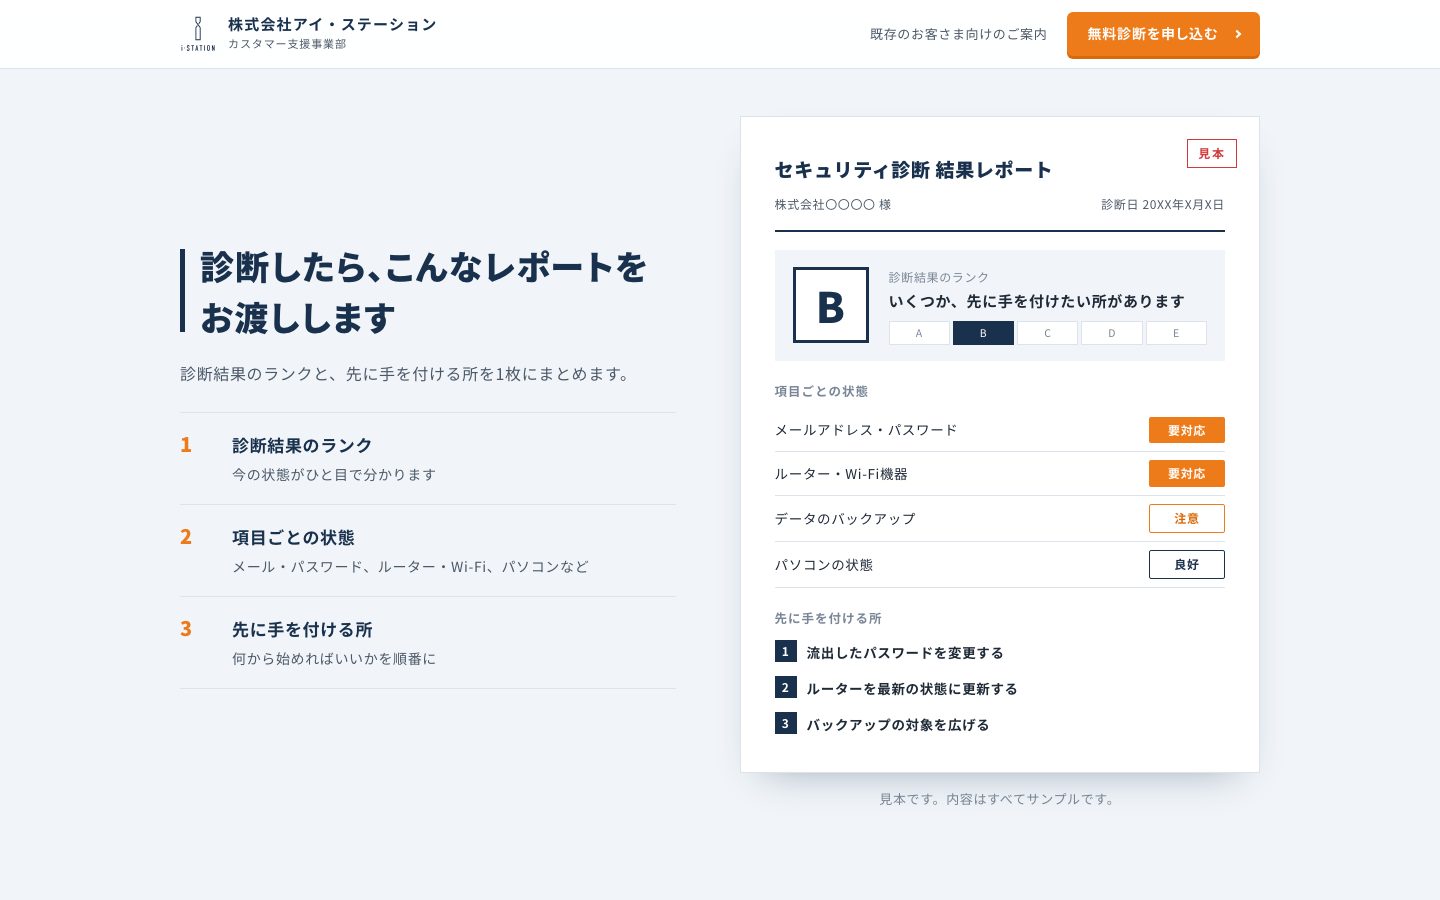 i-STATION
株式会社アイ・ステーション
カスタマー支援事業部
既存のお客さま向けのご案内
無料診断を申し込む
診断したら、こんなレポートを
お渡しします
診断結果のランクと、先に手を付ける所を1枚にまとめます。
1
診断結果のランク
今の状態がひと目で分かります
2
項目ごとの状態
メール・パスワード、ルーター・Wi-Fi、パソコンなど
3
先に手を付ける所
何から始めればいいかを順番に
見本
セキュリティ診断 結果レポート
株式会社〇〇〇〇 様
診断日 20XX年X月X日
B
診断結果のランク
いくつか、先に手を付けたい所があります
A B C D E
項目ごとの状態
メールアドレス・パスワード 要対応
ルーター・Wi-Fi機器 要対応
データのバックアップ 注意
パソコンの状態 良好
先に手を付ける所
1 流出したパスワードを変更する
2 ルーターを最新の状態に更新する
3 バックアップの対象を広げる
見本です。内容はすべてサンプルです。